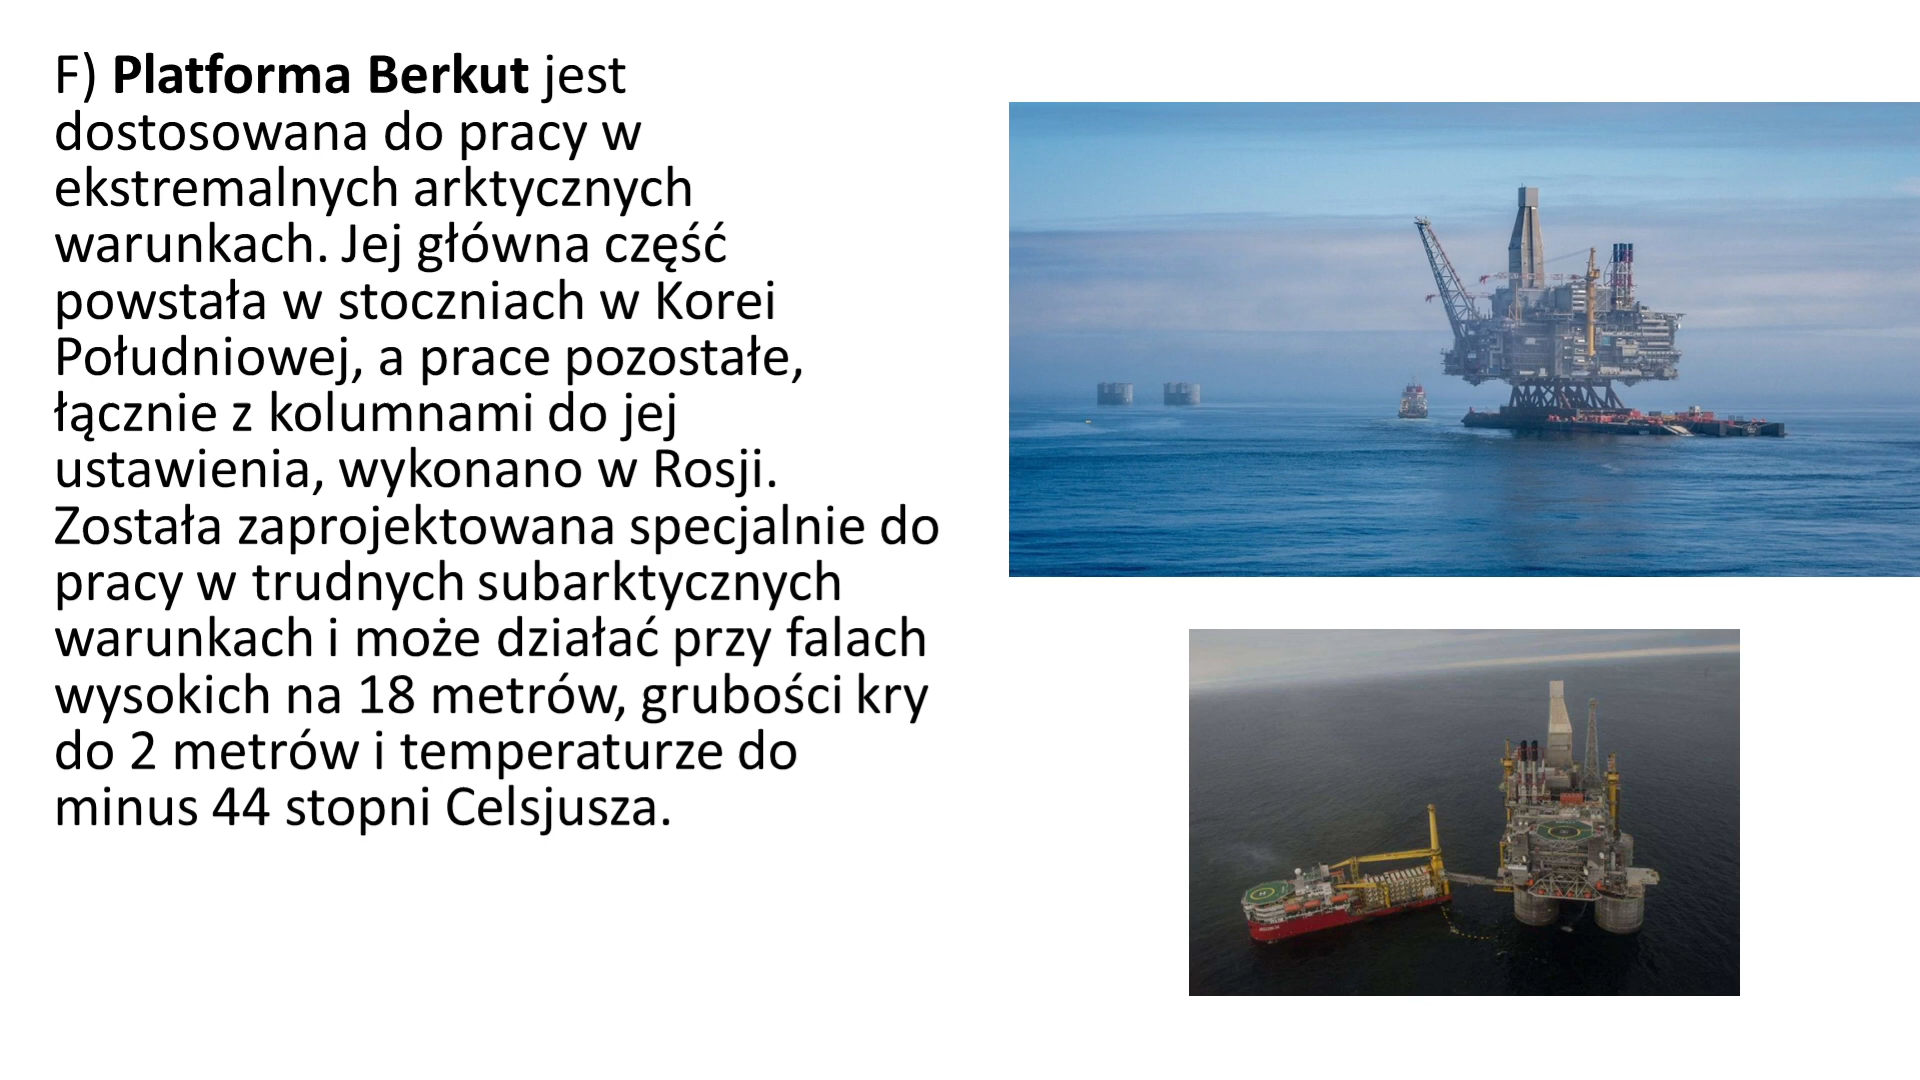 F) Platforma Berkut jest
dostosowana do pracy w
ekstremalnych arktycznych
warunkach. Jej główna część
powstała w stoczniach w Korei
Południowej, a prace pozostałe,
łącznie z kolumnami do jej
ustawienia, wykonano w Rosji.
Została zaprojektowana specjalnie do
pracy w trudnych subarktycznych
warunkach i może działać przy falach
wysokich na 18 metrów, grubości kry
do 2 metrów i temperaturze do
minus 44 stopni Celsjusza.